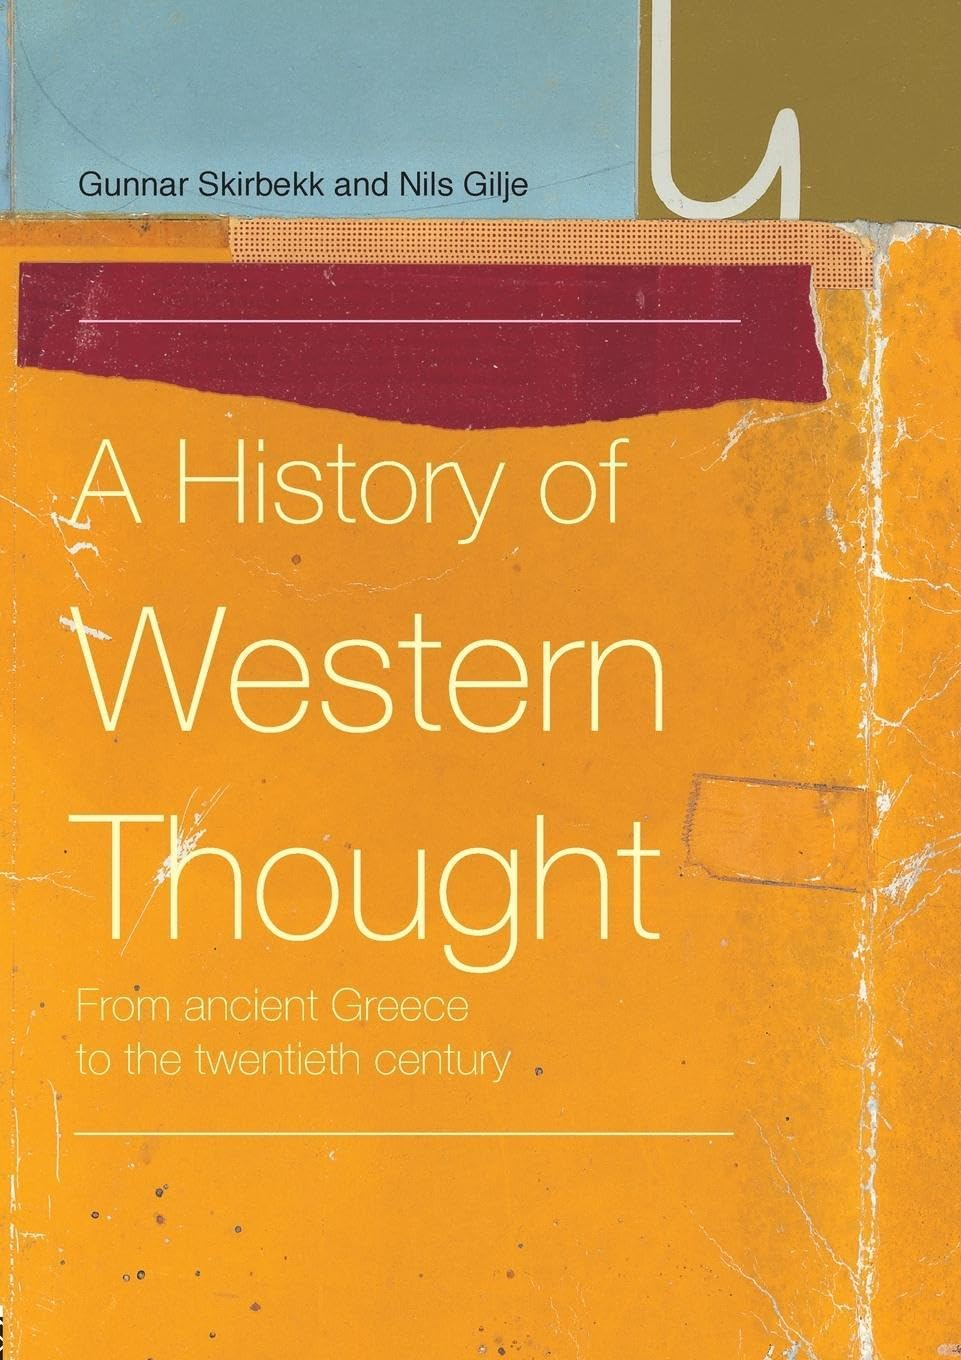 Gunnar Skirbekk and Nils Gilje
A History of
Western
Thought
From ancient Greece
to the twentieth century